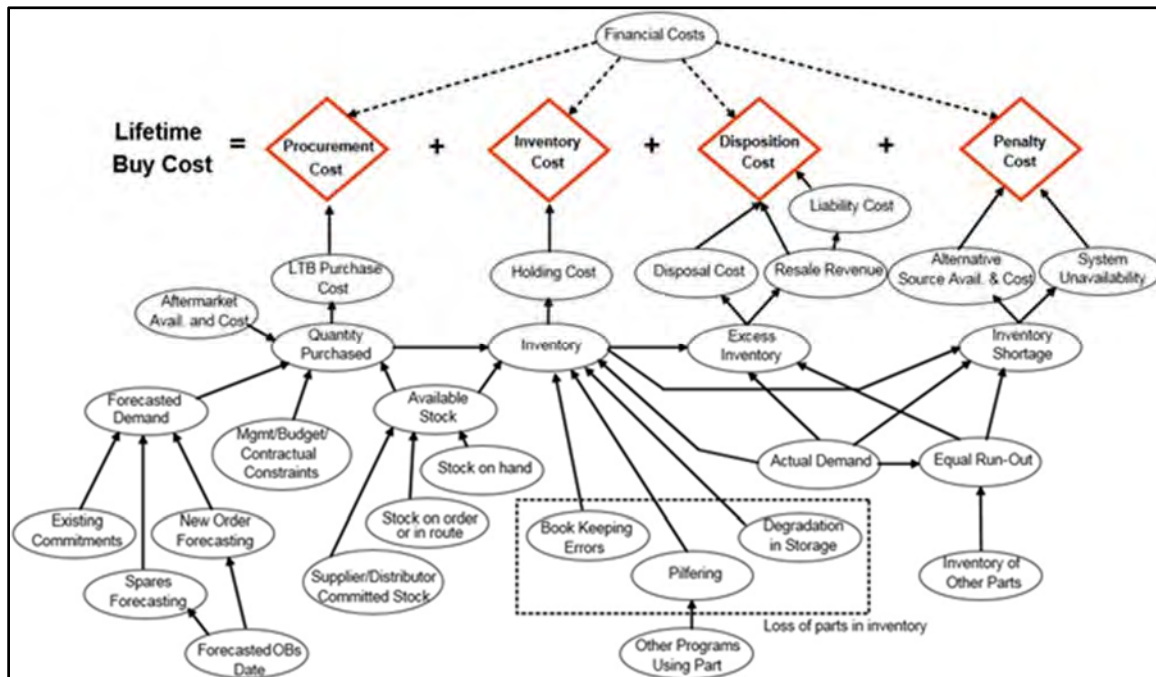 Financial Costs
Lifetime
Buy Cost
=
Procurement
Cost
+
Inventory
Cost
+
Disposition
Cost
+
Penalty
Cost
Liability Cost
LTB Purchase
Cost
Holding Cost
Disposal Cost
Resale Revenue
Alternative
Source Avail. & Cost
System
Unavailability
Aftermarket
Avail. and Cost
Quantity
Purchased
Inventory
Excess
Inventory
Inventory
Shortage
Forecasted
Demand
Mgmt/Budget/
Contractual
Constraints
Available
Stock
Stock on hand
Actual Demand
Equal Run-Out
Existing
Commitments
New Order
Forecasting
Stock on order
or in route
Book Keeping
Errors
Degradation
in Storage
Spares
Forecasting
Supplier/Distributor
Committed Stock
Pilfering
Inventory
of Other Parts
Loss of parts in inventory
Forecasted OBs
Date
Other Programs
Using Part